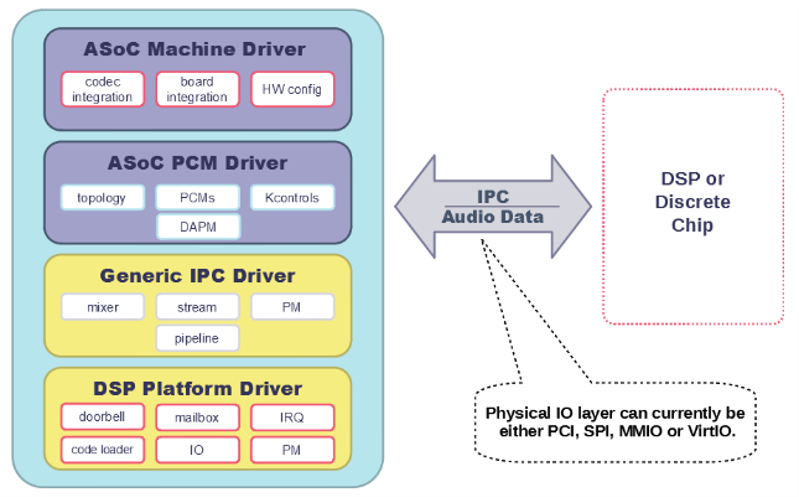 ASoC Machine Driver
codec
integration
board
integration
HW config
ASoC PCM Driver
topology
PCMs
Kcontrols
DAPM
Generic IPC Driver
mixer
stream
PM
pipeline
DSP Platform Driver
doorbell
mailbox
IRQ
code loader
IO
PM
IPC
Audio Data
DSP or
Discrete
Chip
Physical IO layer can currently be
either PCI, SPI, MMIO or VirtIO.